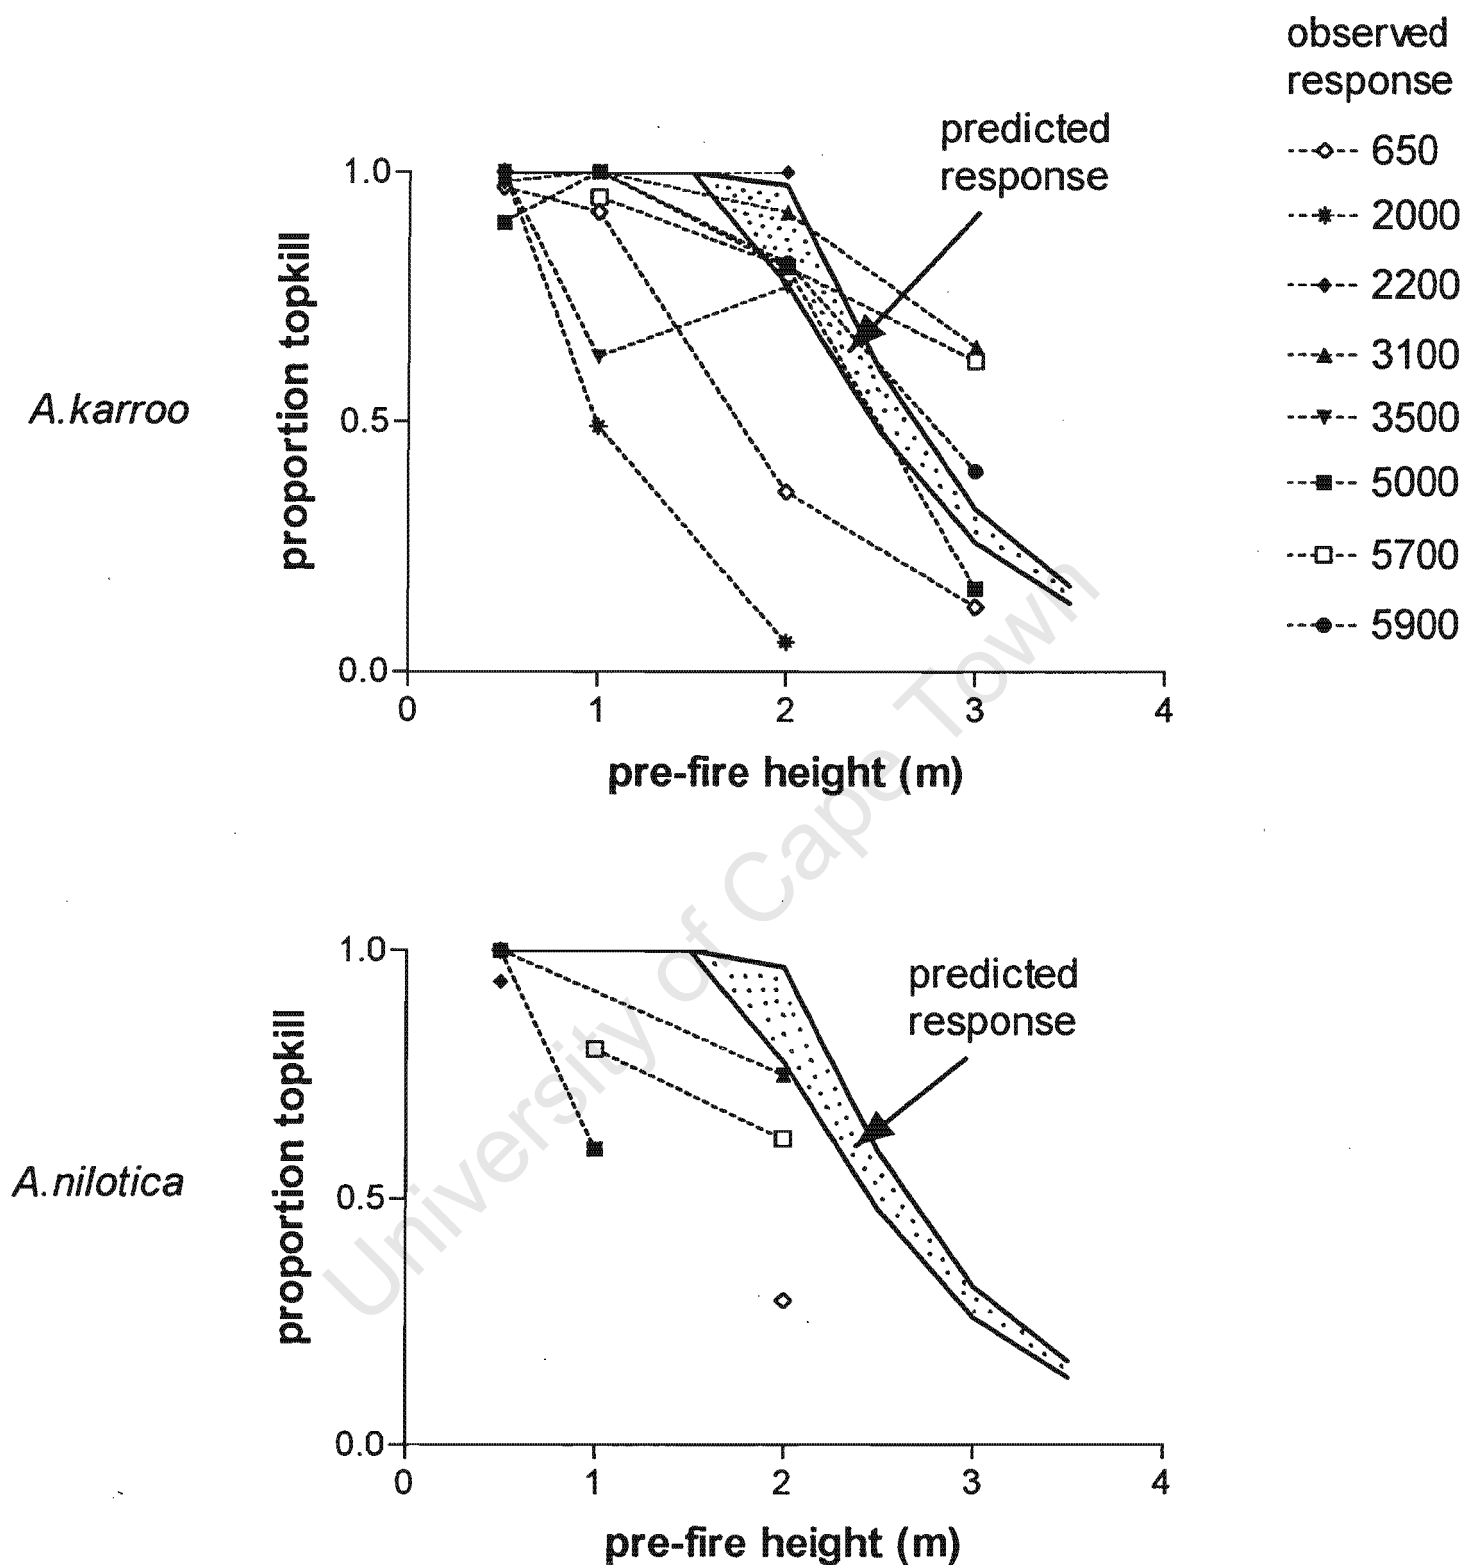 observed
response
650
2000
2200
3100
3500
5000
5700
5900
predicted
response
1.0
0.5
0.0
proportion topkill
A.karroo
0
1
2
3
4
pre-fire height (m)
predicted
response
1.0
0.5
0.0
proportion topkill
A.nilotica
0
1
2
3
4
pre-fire height (m)
University of Cape Town